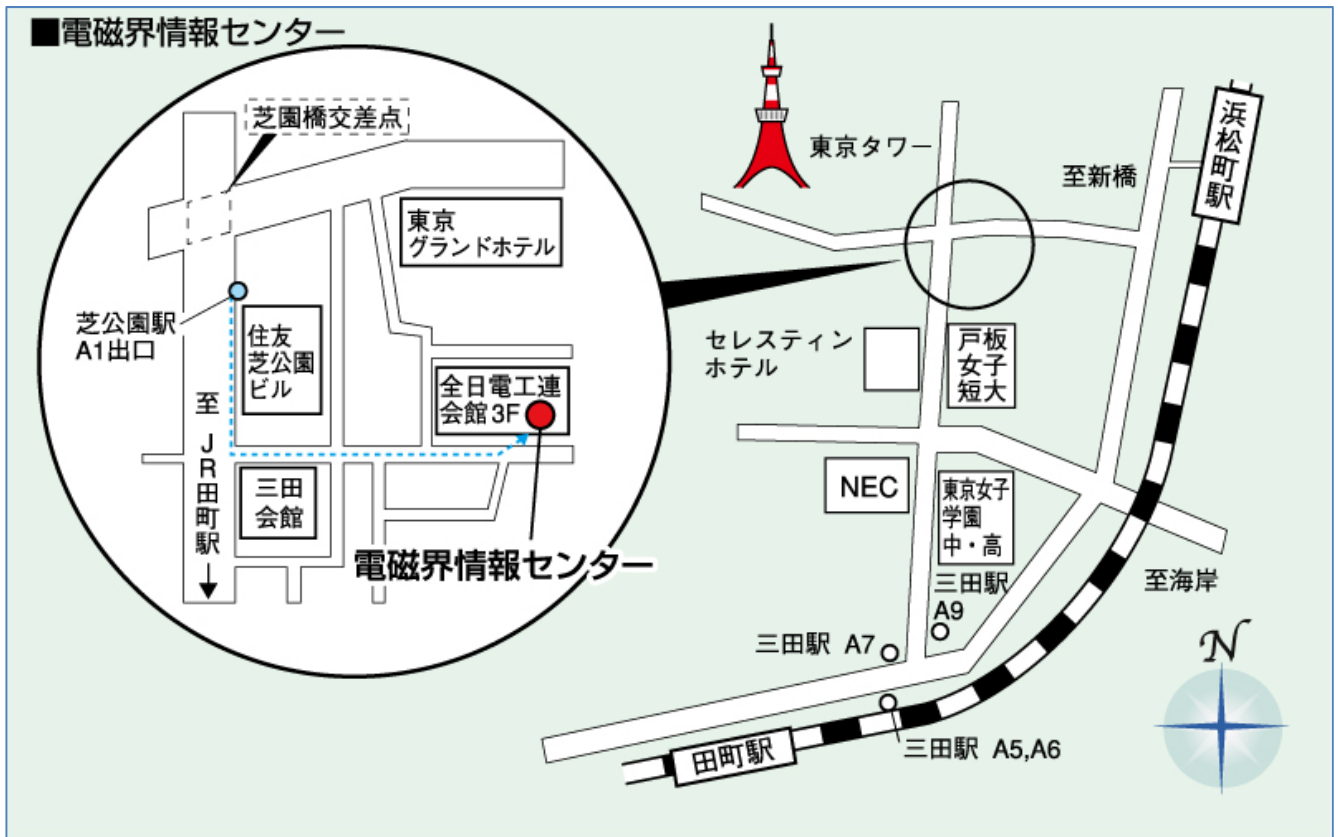 ■電磁界情報センター
芝園橋交差点
東京
グランドホテル
芝公園駅
A1出口
住友
芝公園
ビル
全日電工連
会館3F
至 JR田町駅
三田
会館
電磁界情報センター
東京タワー
至新橋
浜松町駅
セレスティン
ホテル
戸板
女子
短大
NEC
東京女子
学園
中・高
三田駅
A9
至海岸
三田駅 A7
三田駅 A5,A6
田町駅
N